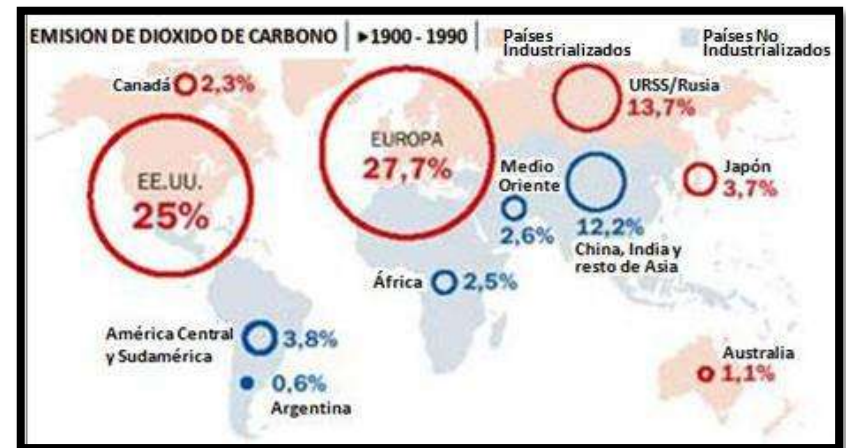 EMISION DE DIOXIDO DE CARBONO ▸1900 - 1990
Países
Industrializados
Países No
Industrializados
Canadá 2,3%
URSS/Rusia
13,7%
EUROPA
27,7%
EE.UU.
25%
Medio
Oriente
2,6%
12,2%
China, India y
resto de Asia
Japón
3,7%
África 2,5%
América Central
y Sudamérica
3,8%
0,6%
Argentina
Australia
1,1%